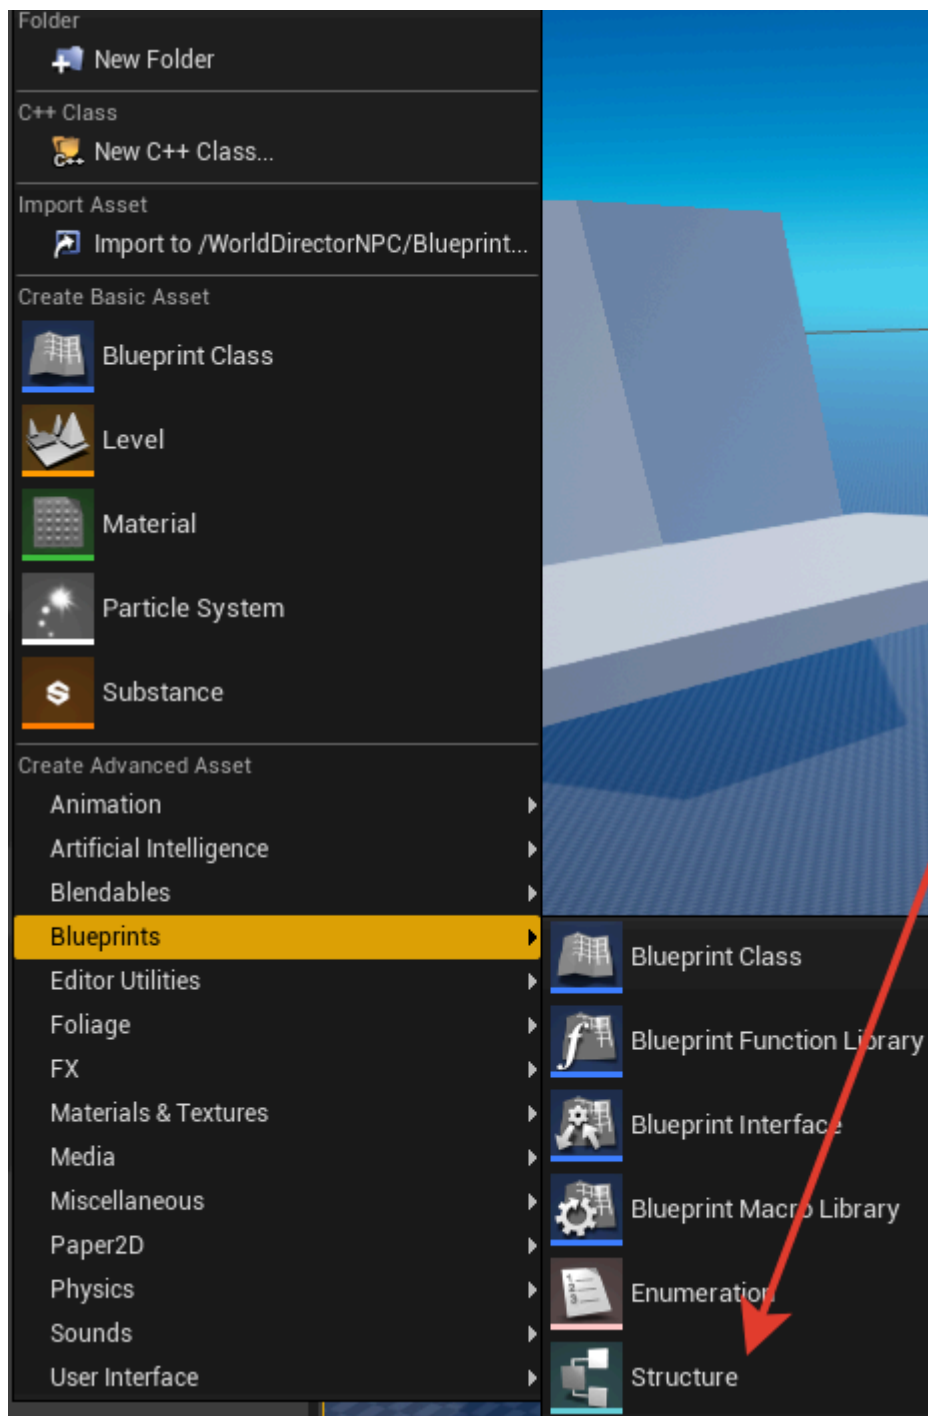 Folder
New Folder
C++ Class
New C++ Class...
Import Asset
Import to /WorldDirectorNPC/Blueprint...
Create Basic Asset
Blueprint Class
Level
Material
Particle System
Substance
Create Advanced Asset
Animation
Artificial Intelligence
Blendables
Blueprints
Editor Utilities
Foliage
FX
Materials & Textures
Media
Miscellaneous
Paper2D
Physics
Sounds
User Interface
Blueprint Class
Blueprint Function Library
Blueprint Interface
Blueprint Macro Library
Enumeration
Structure